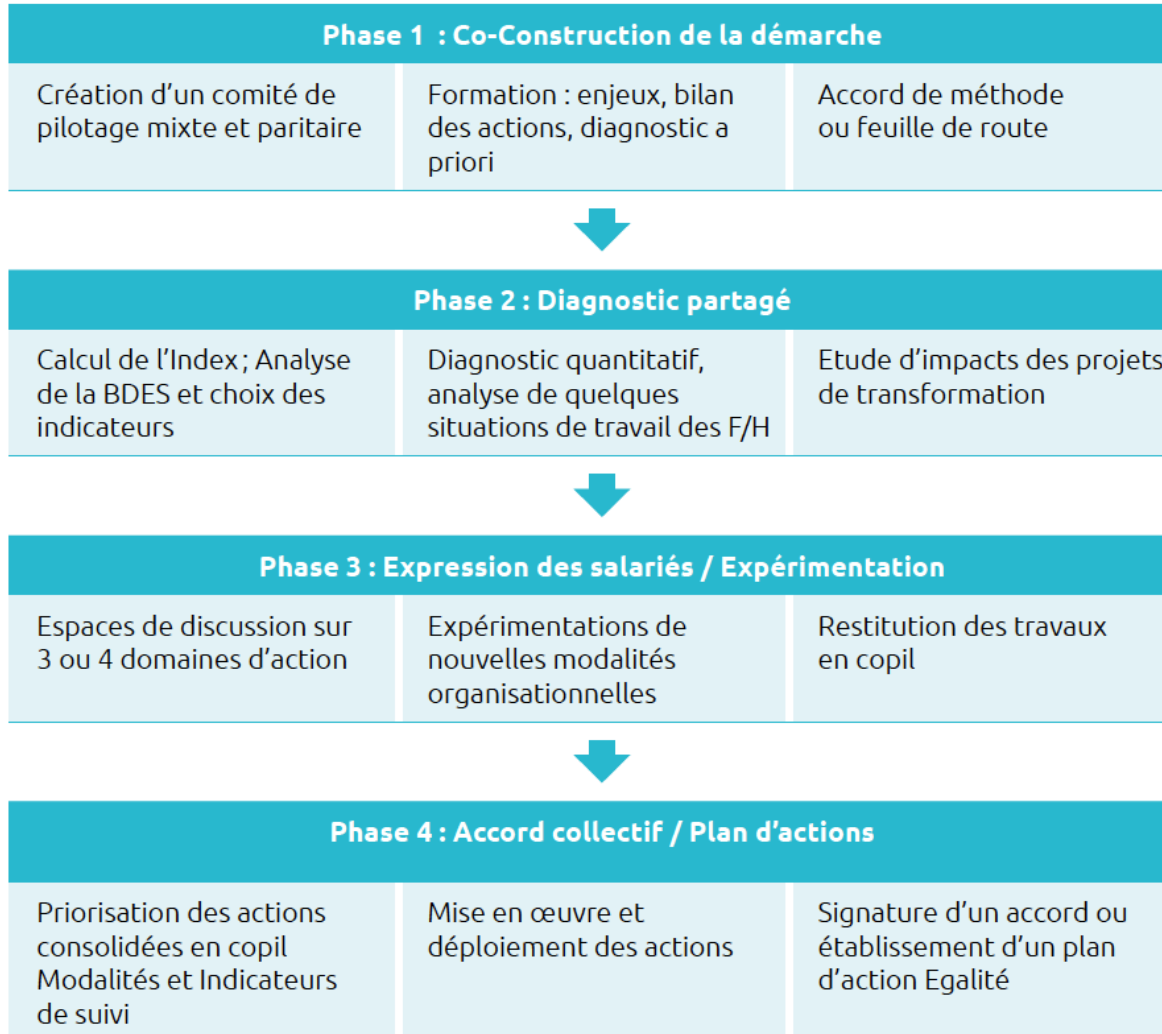 Phase 1 : Co-Construction de la démarche
Création d’un comité de
pilotage mixte et paritaire
Formation : enjeux, bilan
des actions, diagnostic a
priori
Accord de méthode
ou feuille de route
Phase 2 : Diagnostic partagé
Calcul de l’Index ; Analyse
de la BDES et choix des
indicateurs
Diagnostic quantitatif,
analyse de quelques
situations de travail des F/H
Etude d’impacts des projets
de transformation
Phase 3 : Expression des salariés / Expérimentation
Espaces de discussion sur
3 ou 4 domaines d’action
Expérimentations de
nouvelles modalités
organisationnelles
Restitution des travaux
en copil
Phase 4 : Accord collectif / Plan d’actions
Priorisation des actions
consolidées en copil
Modalités et Indicateurs
de suivi
Mise en œuvre et
déploiement des actions
Signature d’un accord ou
établissement d’un plan
d’action Egalité